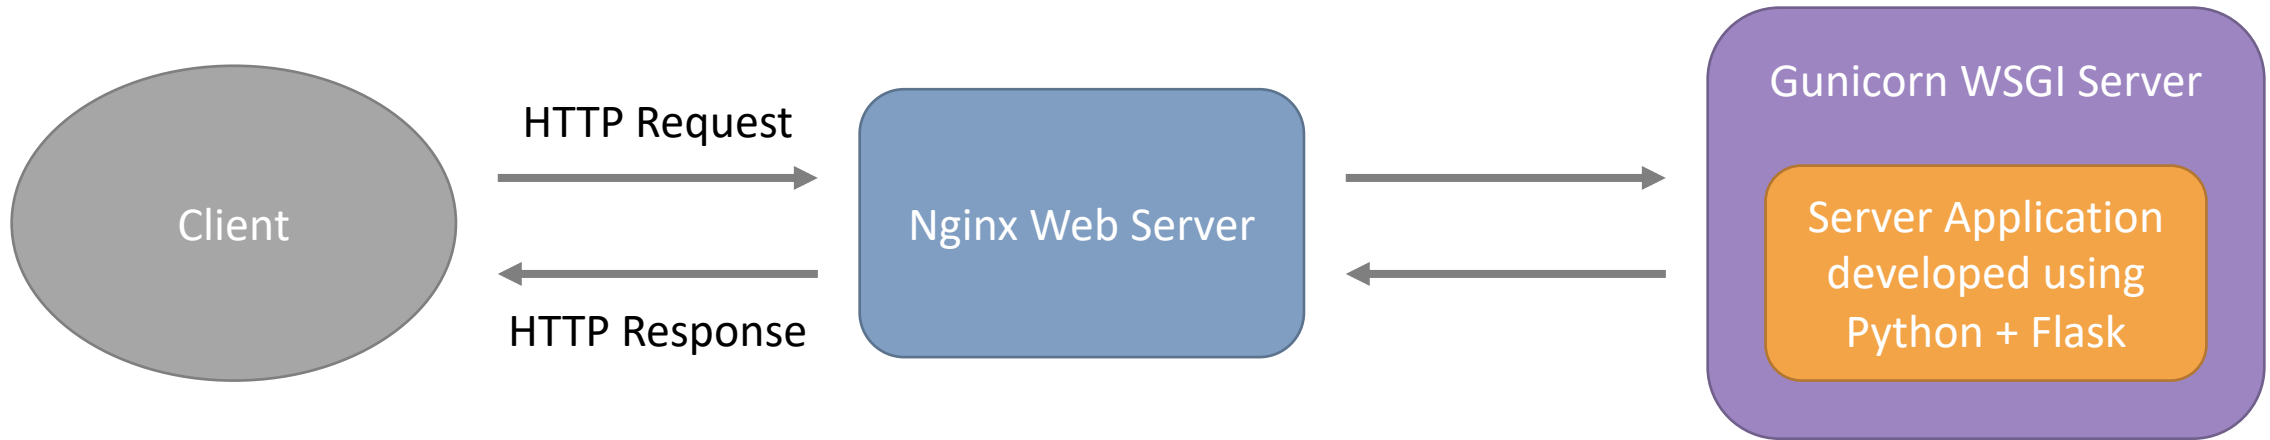 Client
HTTP Request
HTTP Response
Nginx Web Server
Gunicorn WSGI Server
Server Application
developed using
Python + Flask